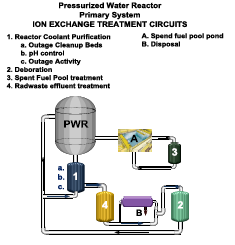 Pressurized Water Reactor
Primary System
ION EXCHANGE TREATMENT CIRCUITS
1. Reactor Coolant Purification
a. Outage Cleanup Beds
b. pH control
c. Outage Activity
2. Deboration
3. Spent Fuel Pool treatment
4. Radwaste effluent treatment
A. Spend fuel pool pond
B. Disposal
PWR
A
3
a.
b.
c.
1
4
B
2